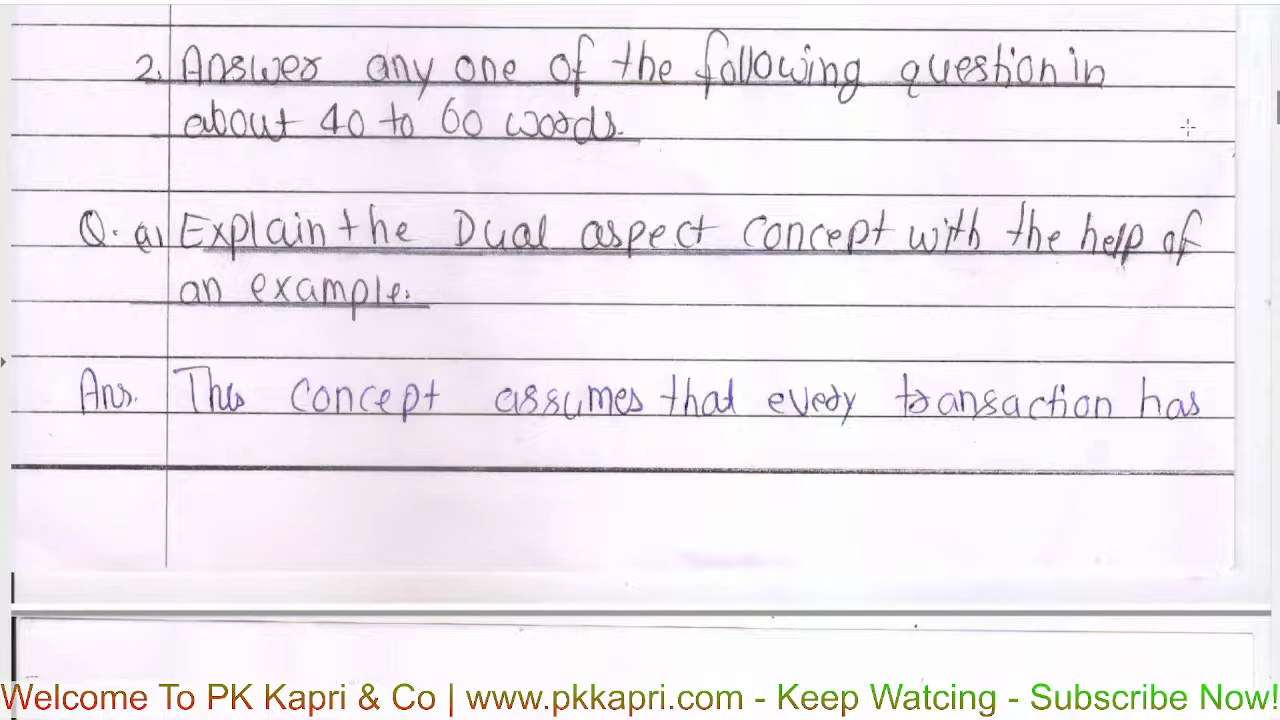 2. Answer any one of the following question in
about 40 to 60 words.
Q. a) Explain the Dual aspect concept with the help of
an example.
Ans. This concept assumes that every transaction has
Welcome To PK Kapri & Co | www.pkkapri.com - Keep Watcing - Subscribe Now!